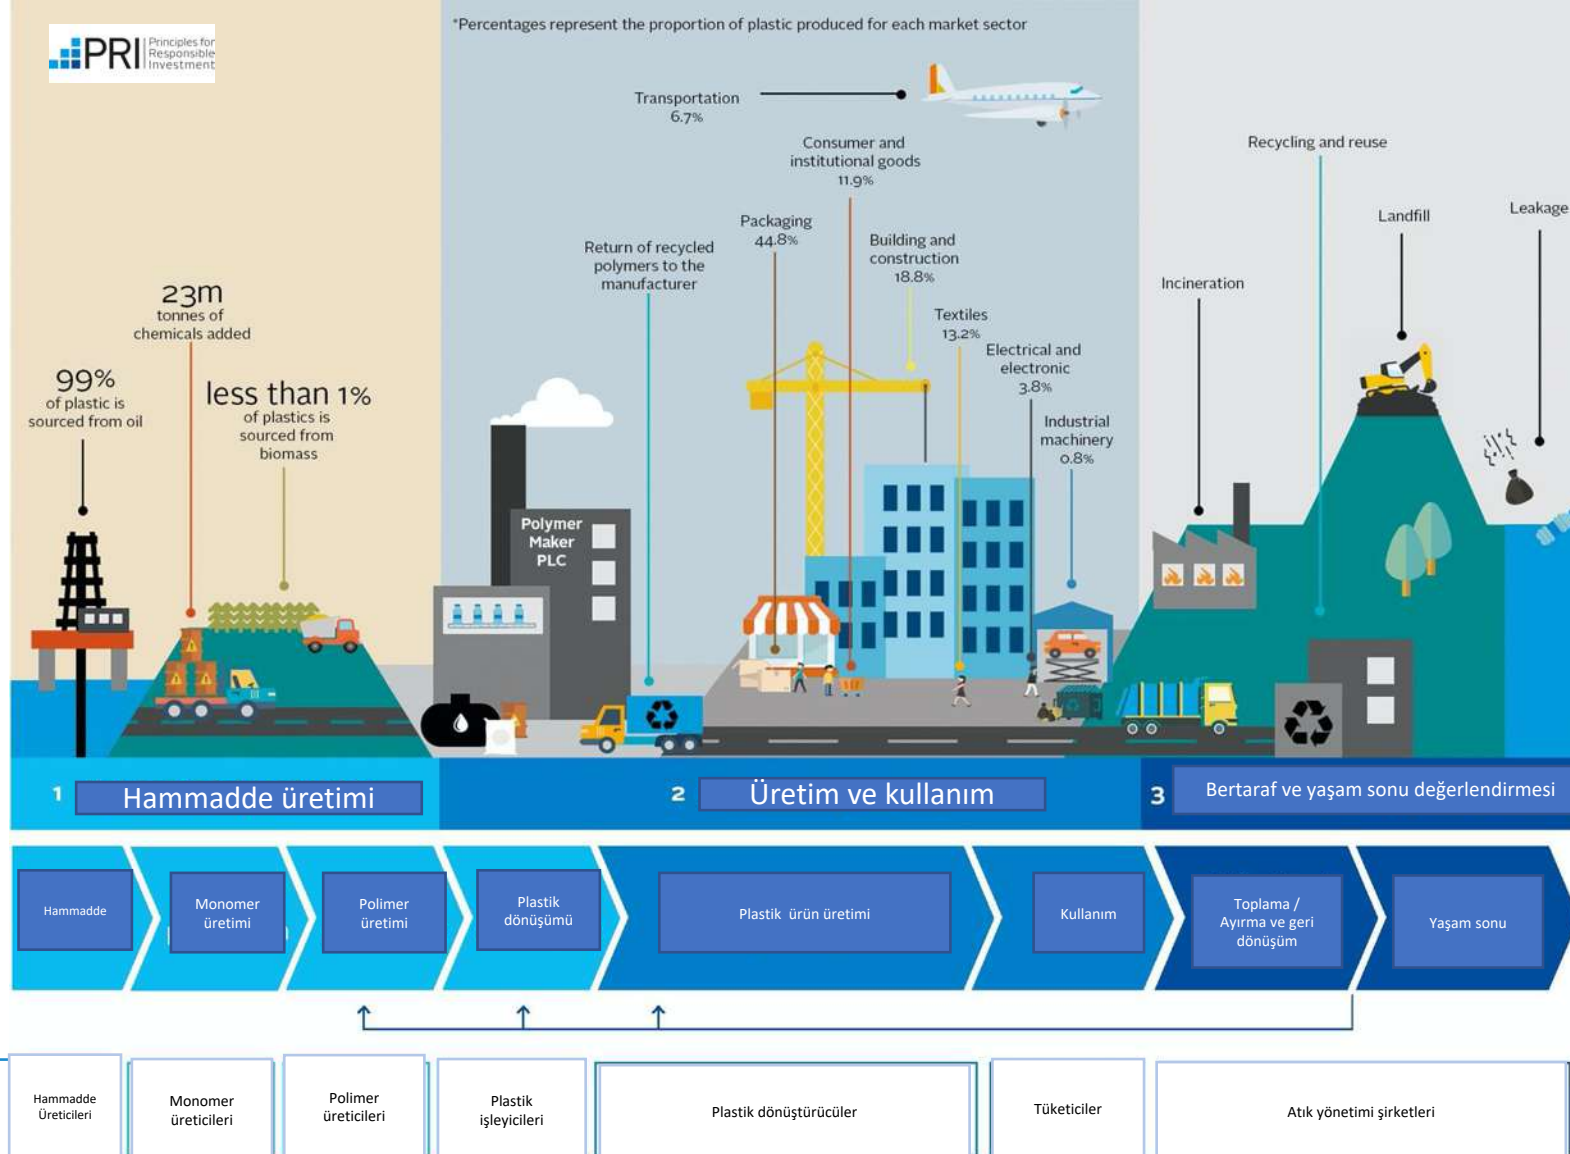 *Percentages represent the proportion of plastic produced for each market sector
PRI
Principles for
Responsible
Investment
Transportation
6.7%
Consumer and
institutional goods
11.9%
Recycling and reuse
Leakage
Landfill
Packaging
44.8%
Building and
construction
18.8%
Return of recycled
polymers to the
manufacturer
Incineration
23m
tonnes of
chemicals added
Textiles
13.2%
Electrical and
electronic
3.8%
99%
of plastic is
sourced from oil
less than 1%
of plastics is
sourced from
biomass
Industrial
machinery
0.8%
Polymer
Maker
PLC
1 Hammadde üretimi
2 Üretim ve kullanım
3 Bertaraf ve yaşam sonu değerlendirmesi
Hammadde
Monomer
üretimi
Polimer
üretimi
Plastik
dönüşümü
Plastik ürün üretimi
Kullanım
Toplama /
Ayırma ve geri
dönüşüm
Yaşam sonu
Hammadde
Üreticileri
Monomer
üreticileri
Polimer
üreticileri
Plastik
işleyicileri
Plastik dönüştürücüler
Tüketiciler
Atık yönetimi şirketleri